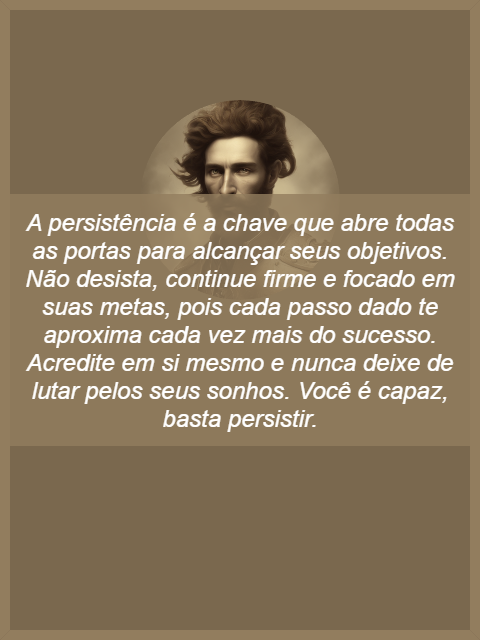 A persistência é a chave que abre todas
as portas para alcançar seus objetivos.
Não desista, continue firme e focado em
suas metas, pois cada passo dado te
aproxima cada vez mais do sucesso.
Acredite em si mesmo e nunca deixe de
lutar pelos seus sonhos. Você é capaz,
basta persistir.